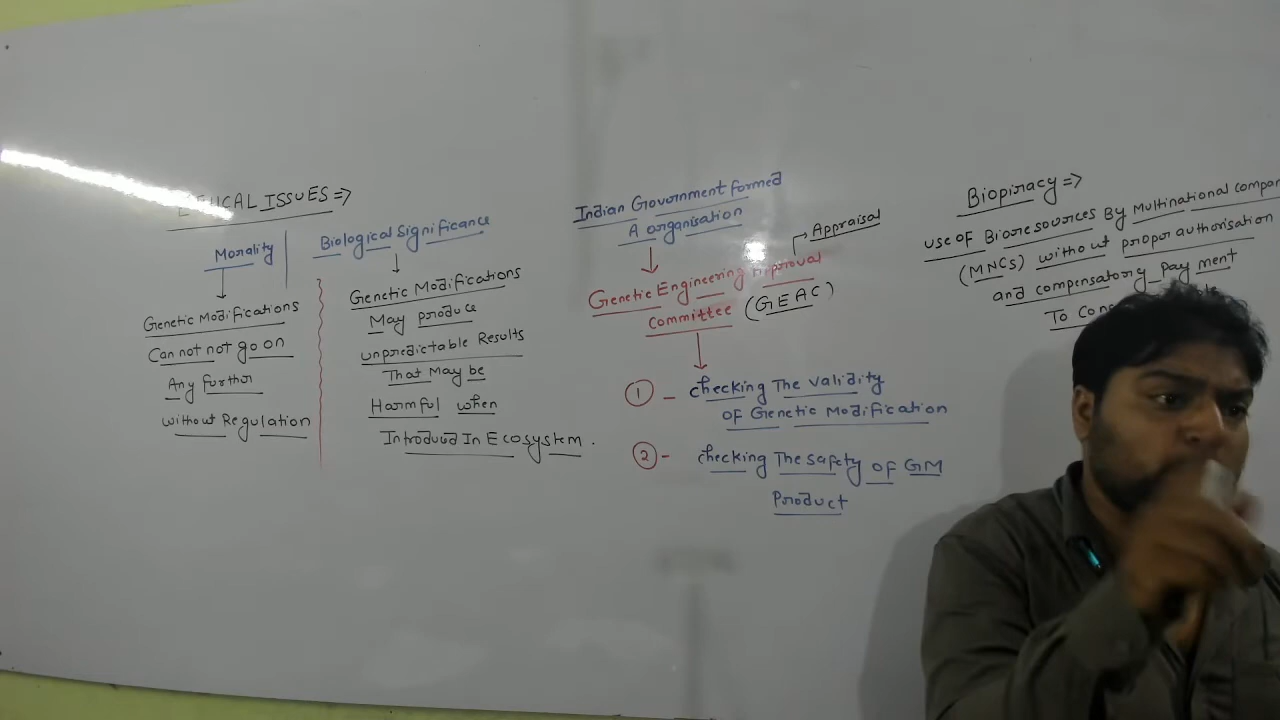 ISSUES =>
Morality
Genetic Modifications
Can not not go on
Any further
without Regulation
Biological Significance
Genetic Modifications
May produce
unpredictable Results
That May be
Harmful when
Introduced In Ecosystem .
Indian Government formed
A organisation
Appraisal
Genetic Engineering Approval
committee (GEAC)
① - checking The validity
OF Genetic Modification
② - checking The safety OF GM
Product
Biopiracy =>
use OF Bioresources By Multinational
(MNCs) without proper authorisation
and compensatory payment
To